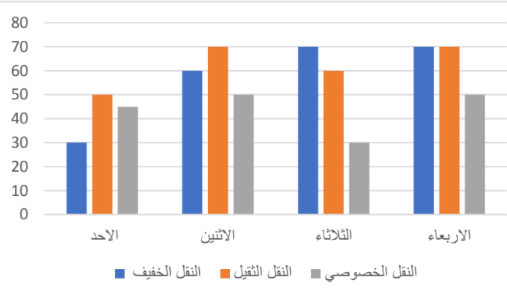 80
70
60
50
40
30
20
10
0
الاحد
الاثنين
الثلاثاء
الاربعاء
النقل الخفيف
النقل الثقيل
النقل الخصوصي